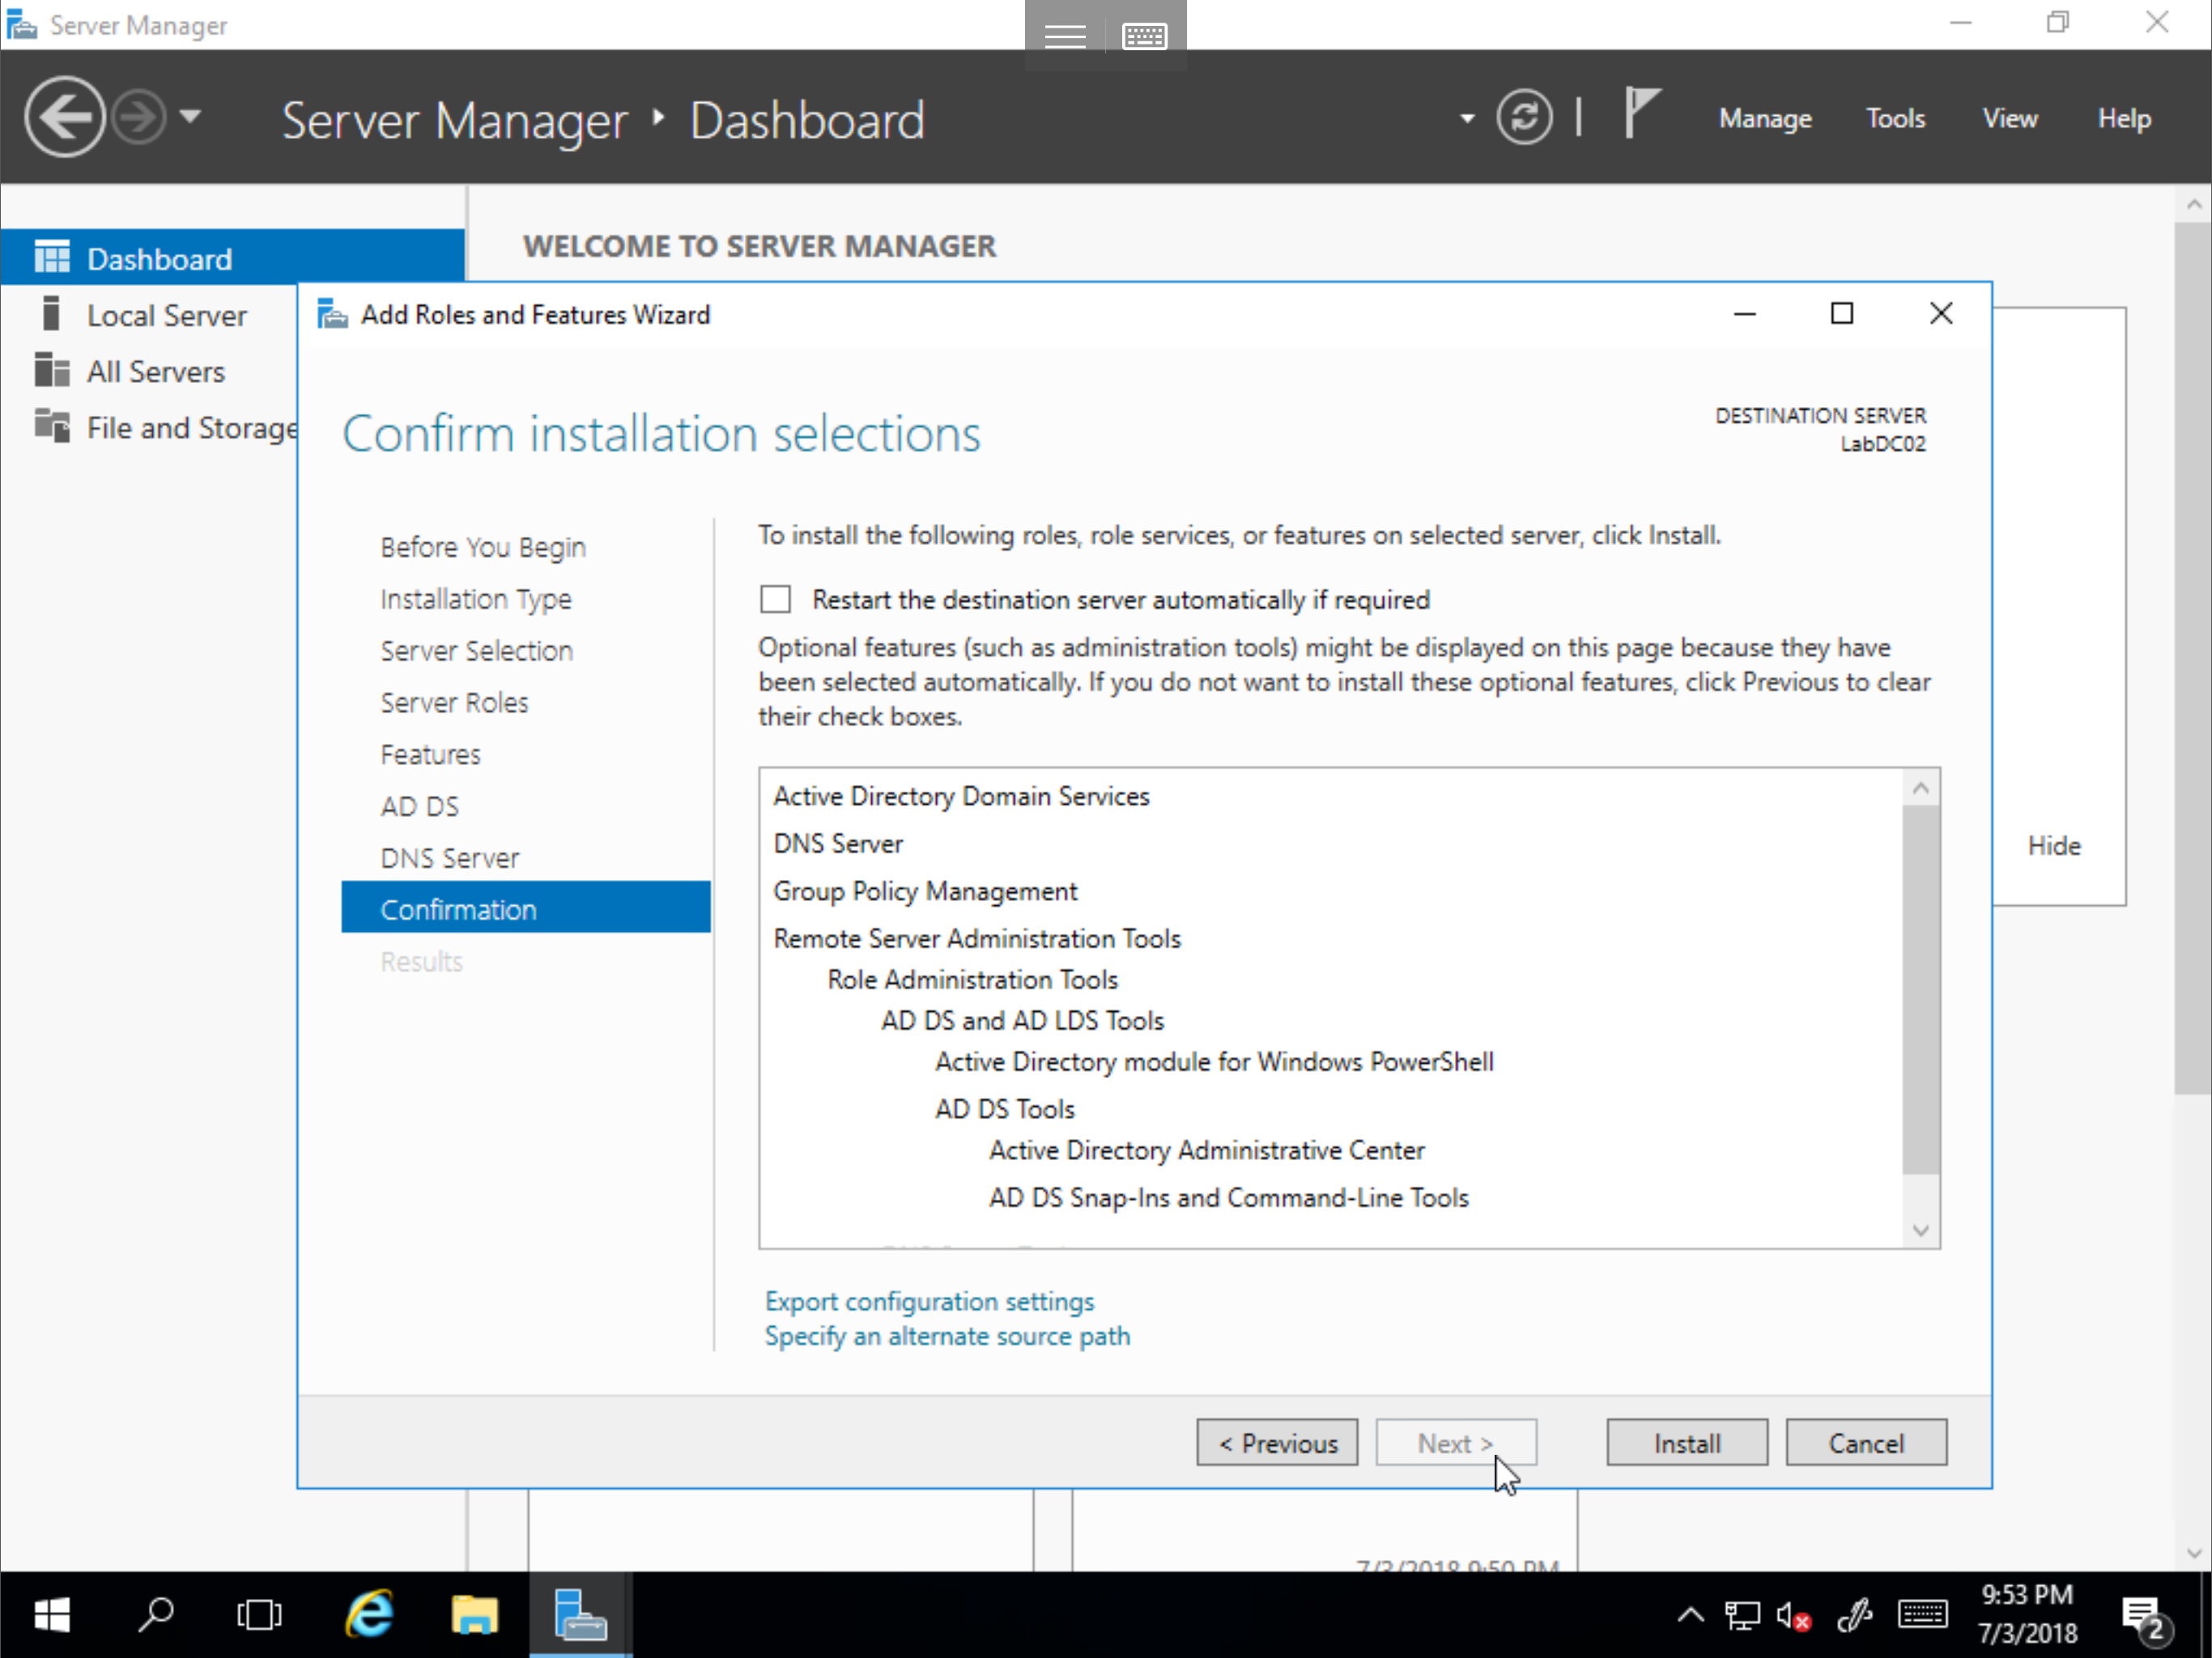 Server Manager
Server Manager ‣ Dashboard
Manage
Tools
View
Help
Dashboard
Local Server
All Servers
File and Storage
WELCOME TO SERVER MANAGER
Add Roles and Features Wizard
Confirm installation selections
DESTINATION SERVER
LabDC02
Before You Begin
Installation Type
Server Selection
Server Roles
Features
AD DS
DNS Server
Confirmation
Results
To install the following roles, role services, or features on selected server, click Install.
Restart the destination server automatically if required
Optional features (such as administration tools) might be displayed on this page because they have
been selected automatically. If you do not want to install these optional features, click Previous to clear
their check boxes.
Active Directory Domain Services
DNS Server
Group Policy Management
Remote Server Administration Tools
Role Administration Tools
AD DS and AD LDS Tools
Active Directory module for Windows PowerShell
AD DS Tools
Active Directory Administrative Center
AD DS Snap-Ins and Command-Line Tools
Export configuration settings
Specify an alternate source path
Hide
< Previous
Next >
Install
Cancel
7/3/2018 9:50 PM
9:53 PM
7/3/2018
2